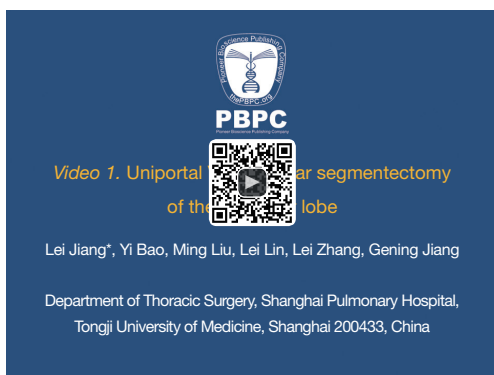 Pioneer Bioscience Publishing Company
thePBPC.org
PBPC
Pioneer Bioscience Publishing Company
Video 1. Uniportal ar segmentectomy
of the lobe
Lei Jiang*, Yi Bao, Ming Liu, Lei Lin, Lei Zhang, Gening Jiang
Department of Thoracic Surgery, Shanghai Pulmonary Hospital,
Tongji University of Medicine, Shanghai 200433, China